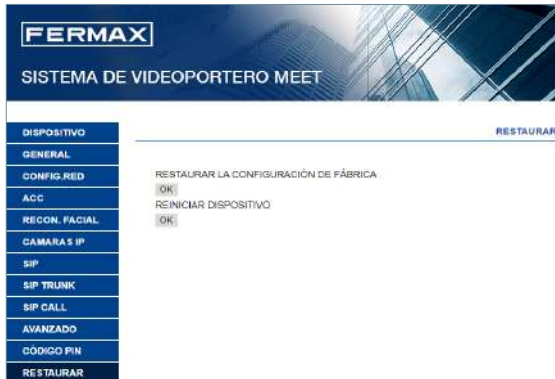 FERMAX
SISTEMA DE VIDEOPORTERO MEET
DISPOSITIVO
GENERAL
CONFIG.RED
ACC
RECON. FACIAL
CAMARAS IP
SIP
SIP TRUNK
SIP CALL
AVANZADO
CÓDIGO PIN
RESTAURAR
RESTAURAR
RESTAURAR LA CONFIGURACIÓN DE FÁBRICA
OK
REINICIAR DISPOSITIVO
OK